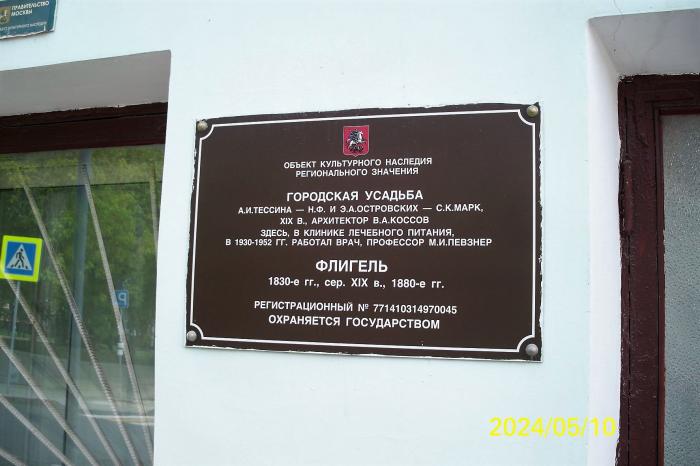 ПРАВИТЕЛЬСТВО
МОСКВЫ
ОБЪЕКТ КУЛЬТУРНОГО НАСЛЕДИЯ
РЕГИОНАЛЬНОГО ЗНАЧЕНИЯ
ГОРОДСКАЯ УСАДЬБА
А.И.ТЕССИНА — Н.Ф. И Э.А.ОСТРОВСКИХ — С.К.МАРК,
XIX В., АРХИТЕКТОР В.А.КОССОВ
ЗДЕСЬ, В КЛИНИКЕ ЛЕЧЕБНОГО ПИТАНИЯ,
В 1930-1952 ГГ. РАБОТАЛ ВРАЧ, ПРОФЕССОР М.И.ПЕВЗНЕР
ФЛИГЕЛЬ
1830-е гг., сер. XIX в., 1880-е гг.
РЕГИСТРАЦИОННЫЙ № 771410314970045
ОХРАНЯЕТСЯ ГОСУДАРСТВОМ
2024/05/10